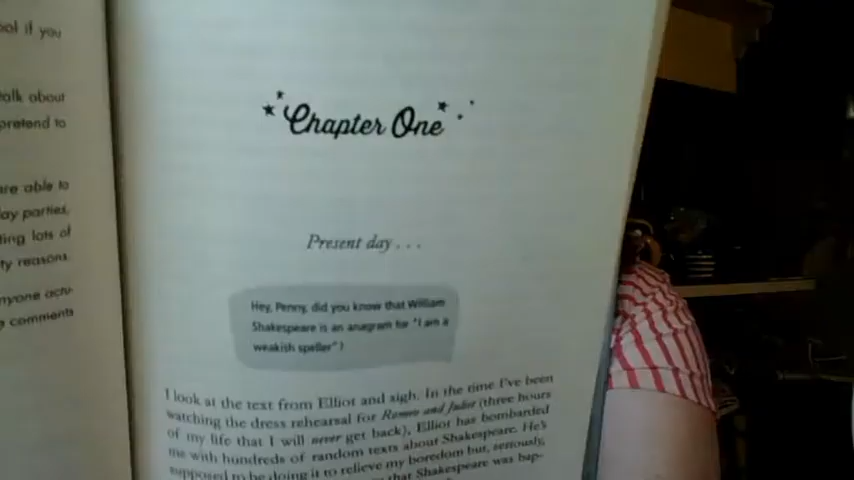 ool if you
talk about
pretend to
are able to
day parties,
ting lots of
ty reasons.
anyone actu-
comments
Chapter One
Present day . . .
Hey, Penny, did you know that William
Shakespeare is an anagram for "I am a
weakish speller"?
I look at the text from Elliot and sigh. In the time I've been
watching the dress rehearsal for Romeo and Juliet (three hours
of my life that I will never get back), Elliot has bombarded
me with hundreds of random texts about Shakespeare. He's
supposed to be doing it to relieve my boredom but, seriously,
that Shakespeare was bap-